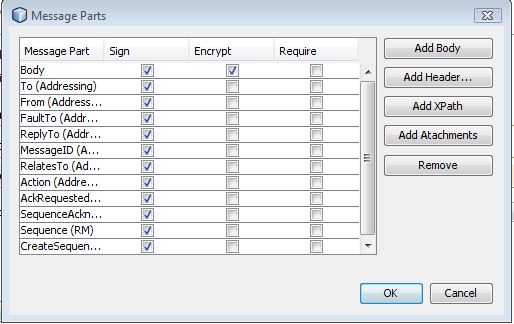 Message Parts
Message Part Sign Encrypt Require
Body
To (Addressing)
From (Address...
FaultTo (Addr...
ReplyTo (Addr...
MessageID (A...
RelatesTo (Ad...
Action (Addre...
AckRequested...
SequenceAckn...
Sequence (RM)
CreateSequen...
Add Body
Add Header...
Add XPath
Add Atachments
Remove
OK Cancel